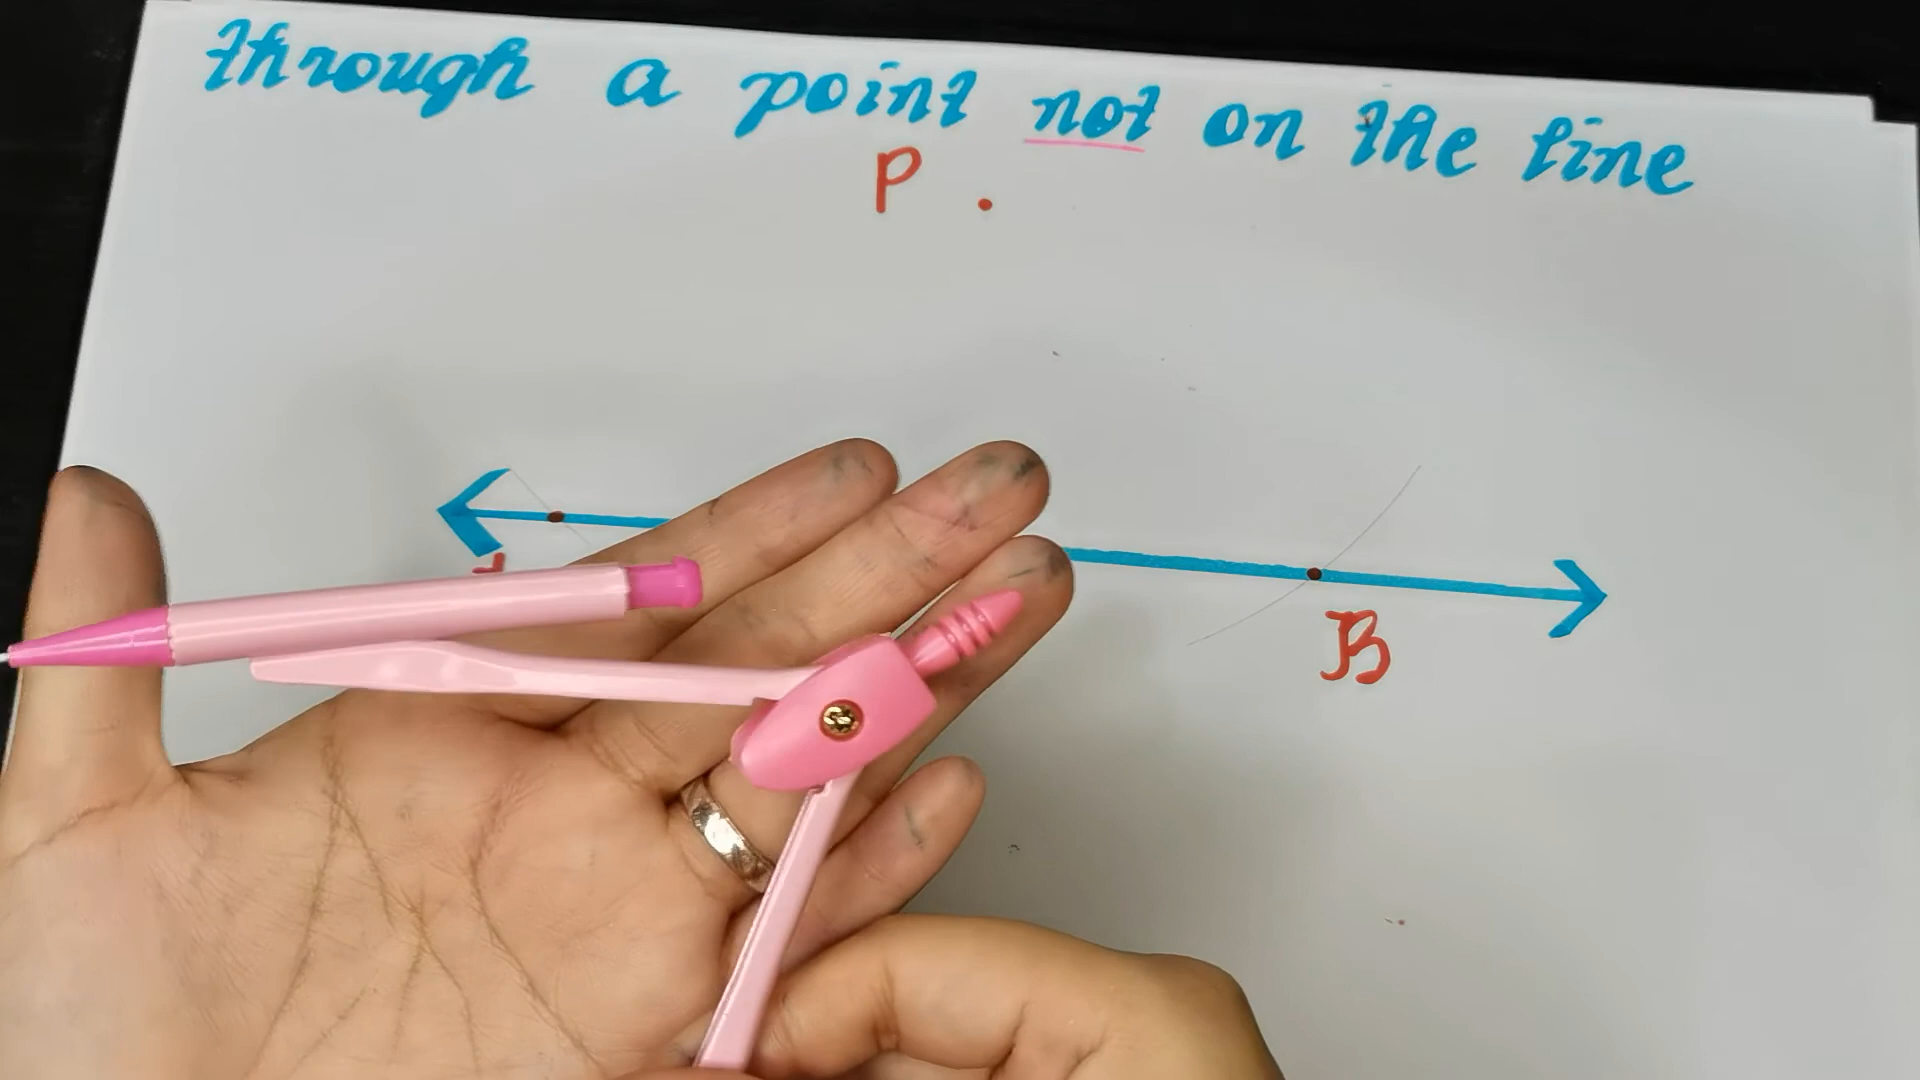 through a point not on the line
P .
B